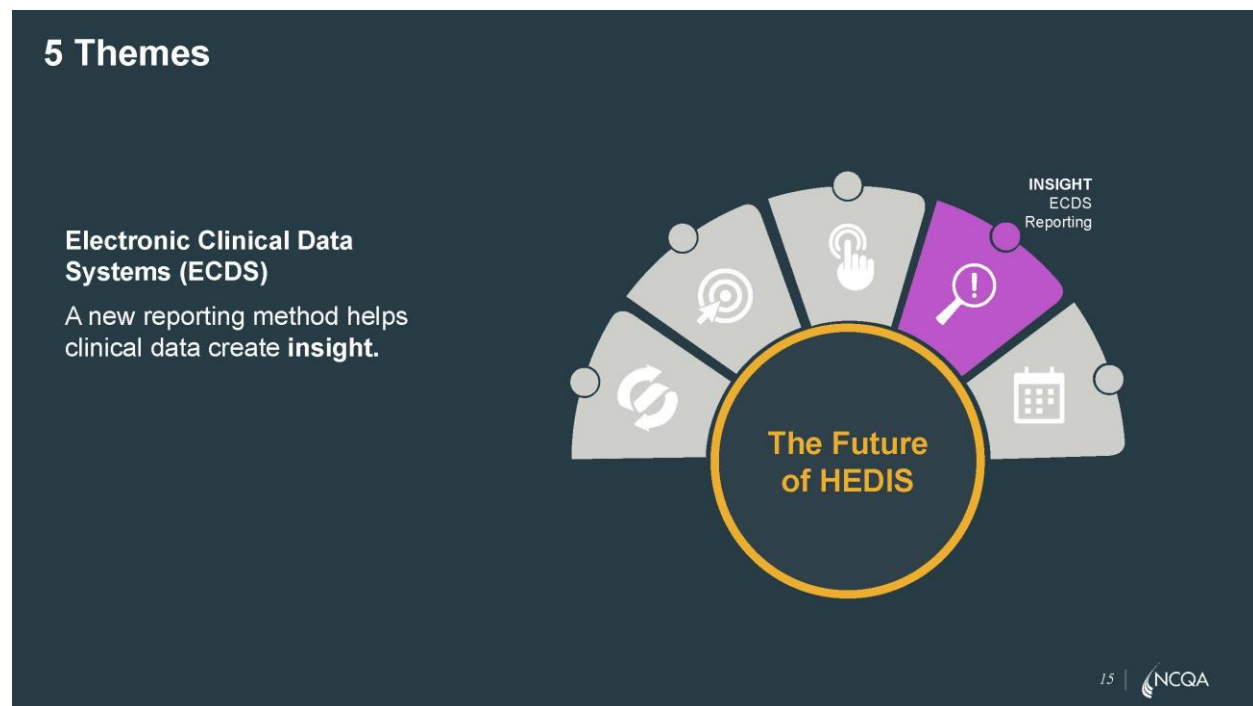 5 Themes
Electronic Clinical Data
Systems (ECDS)
A new reporting method helps
clinical data create insight.
INSIGHT
ECDS
Reporting
The Future
of HEDIS
15 | NCQA